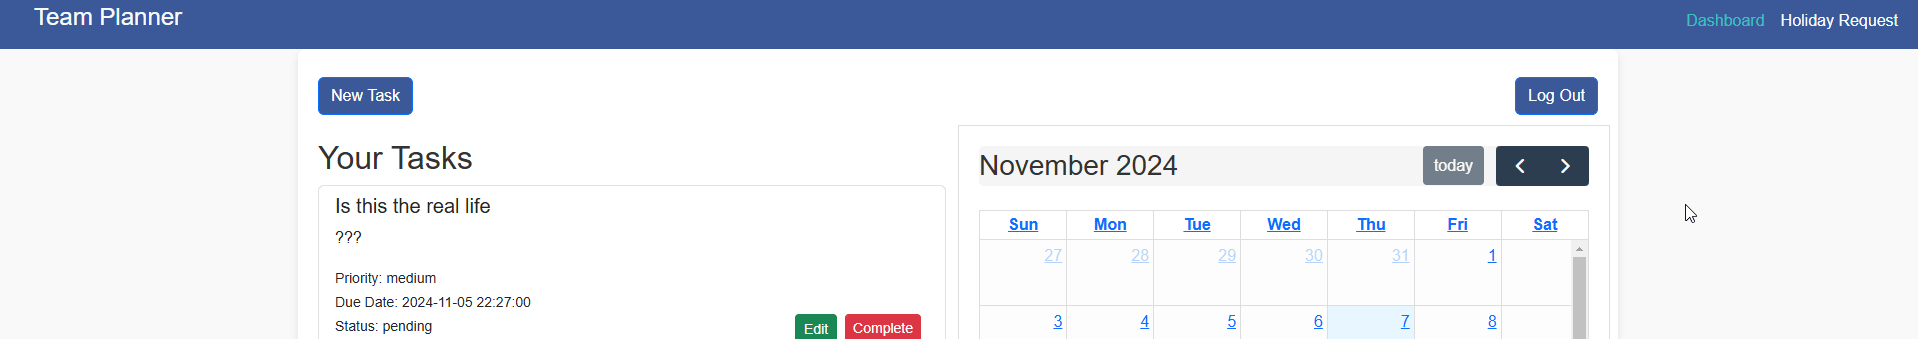 Team Planner
Dashboard Holiday Request
New Task
Log Out
Your Tasks
Is this the real life
???
Priority: medium
Due Date: 2024-11-05 22:27:00
Status: pending
Edit Complete
November 2024
today
Sun Mon Tue Wed Thu Fri Sat
27 28 29 30 31 1
3 4 5 6 7 8